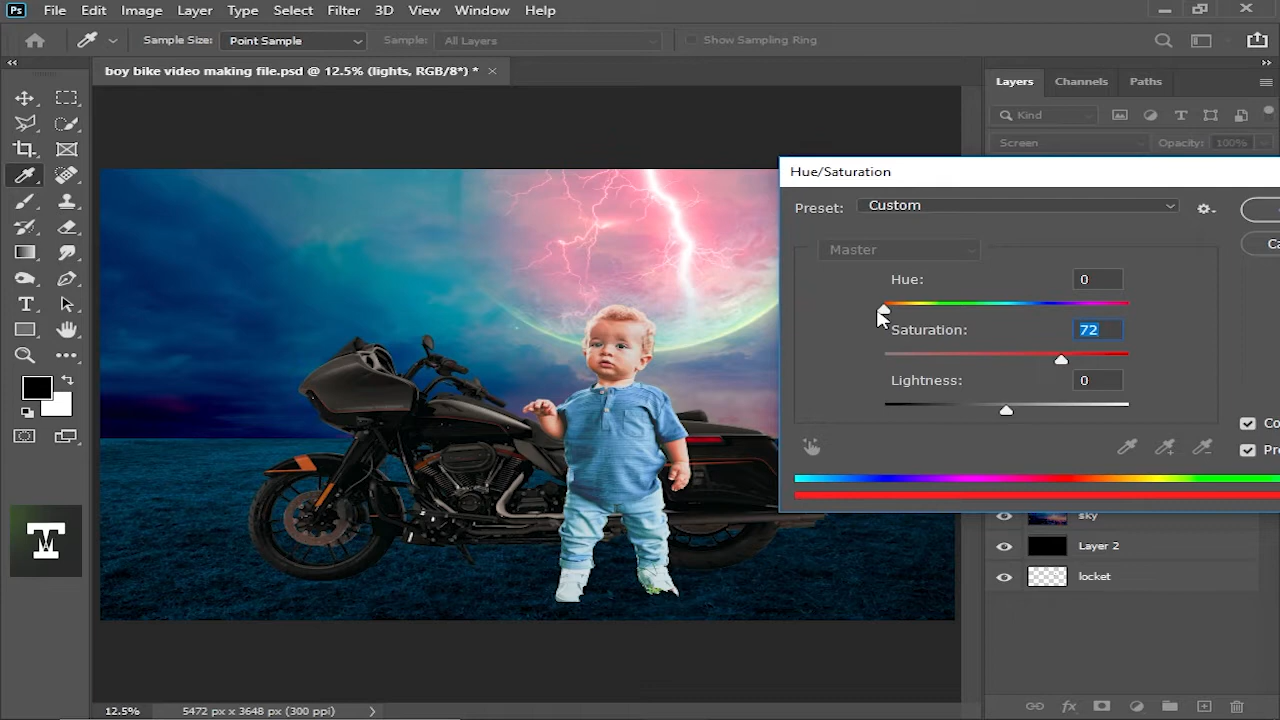 Ps File Edit Image Layer Type Select Filter 3D View Window Help
Sample Size: Point Sample Sample: All Layers Show Sampling Ring
boy bike video making file.psd @ 12.5% (lights, RGB/8*) * ×
Layers Channels Paths
Kind
Screen Opacity: 100%
Hue/Saturation
Preset: Custom
Master
Hue: 0
Saturation: 72
Lightness: 0
sky
Layer 2
locket
12.5% 5472 px x 3648 px (300 ppi)